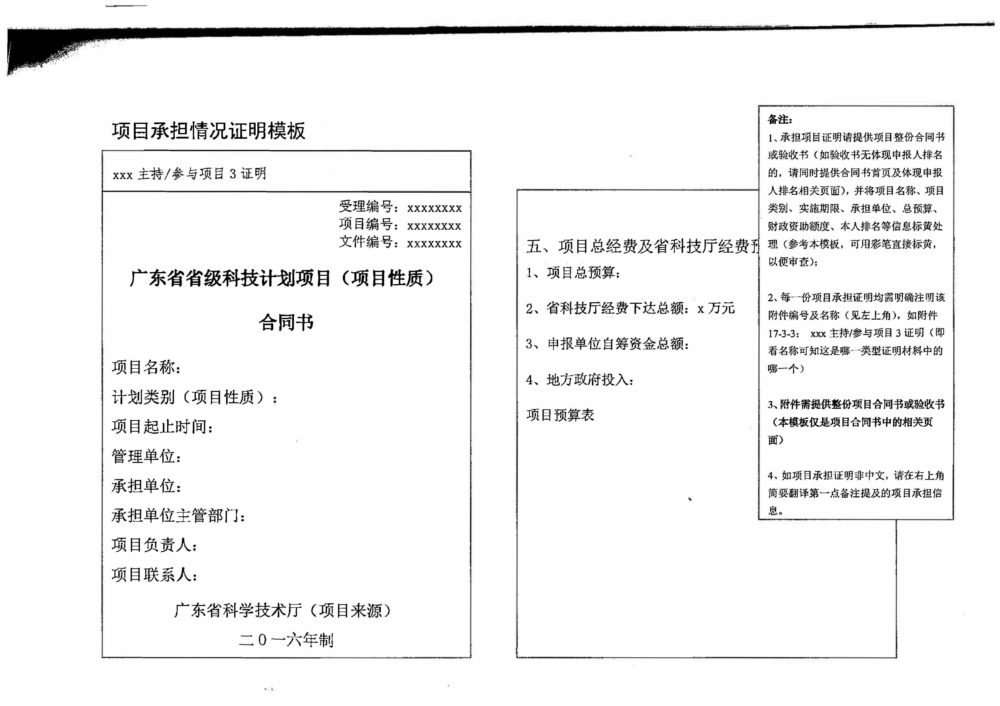 项目承担情况证明模板
xxx 主持/参与项目 3 证明
受理编号：xxxxxxxx
项目编号：xxxxxxxx
文件编号：xxxxxxxx
广东省省级科技计划项目（项目性质）
合同书
项目名称：
计划类别（项目性质）：
项目起止时间：
管理单位：
承担单位：
承担单位主管部门：
项目负责人：
项目联系人：
广东省科学技术厅（项目来源）
二0一六年制
五、项目总经费及省科技厅经费
1、项目总预算：
2、省科技厅经费下达总额：x 万元
3、申报单位自筹资金总额：
4、地方政府投入：
项目预算表
备注：
1、承担项目证明请提供项目整份合同书
或验收书（如验收书无体现申报人排名
的，请同时提供合同书首页及体现申报
人排名相关页面），并将项目名称、项目
类别、实施期限、承担单位、总预算、
财政资助额度、本人排名等信息标黄处
理（参考本模板，可用彩笔直接标黄，
以便审查）；
2、每一份项目承担证明均需明确注明该
附件编号及名称（见左上角），如附件
17-3-3： xxx 主持/参与项目 3 证明（即
看名称可知这是哪一类型证明材料中的
哪一个）
3、附件需提供整份项目合同书或验收书
（本模板仅是项目合同书中的相关页
面）
4、如项目承担证明非中文，请在右上角
简要翻译第一点备注提及的项目承担信
息。